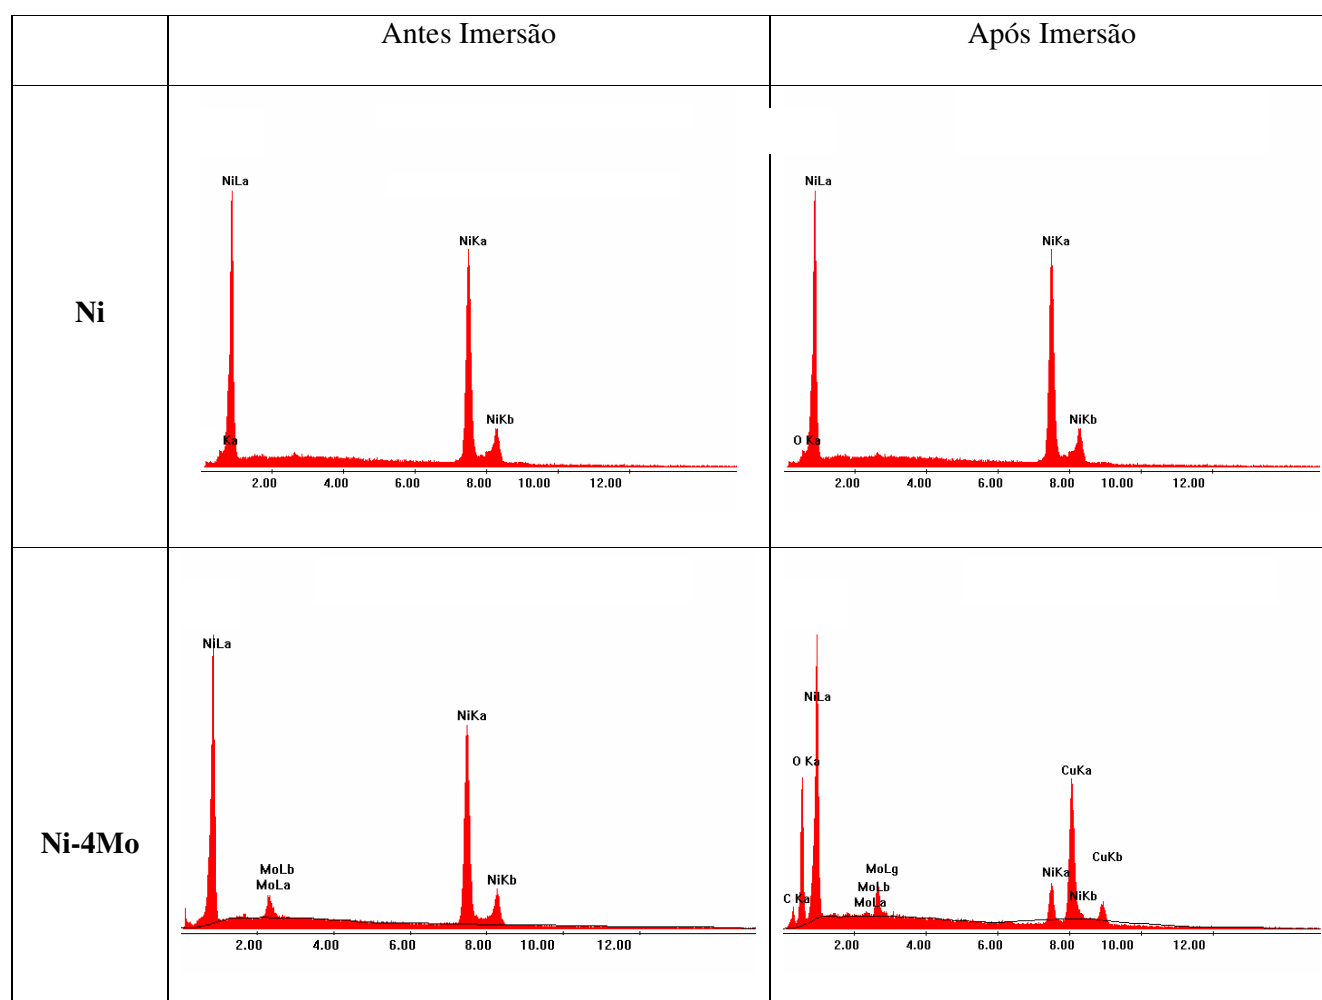 Antes Imersão
Após Imersão
Ni
NiLa
NiKa
NiKb
Ka
2.00 4.00 6.00 8.00 10.00 12.00
NiLa
NiKa
NiKb
O Ka
2.00 4.00 6.00 8.00 10.00 12.00
Ni-4Mo
NiLa
NiKa
MoLb
MoLa
NiKb
2.00 4.00 6.00 8.00 10.00 12.00
NiLa
O Ka
CuKa
CuKb
MoLg
NiKa
MoLb
NiKb
C Ka
MoLa
2.00 4.00 6.00 8.00 10.00 12.00